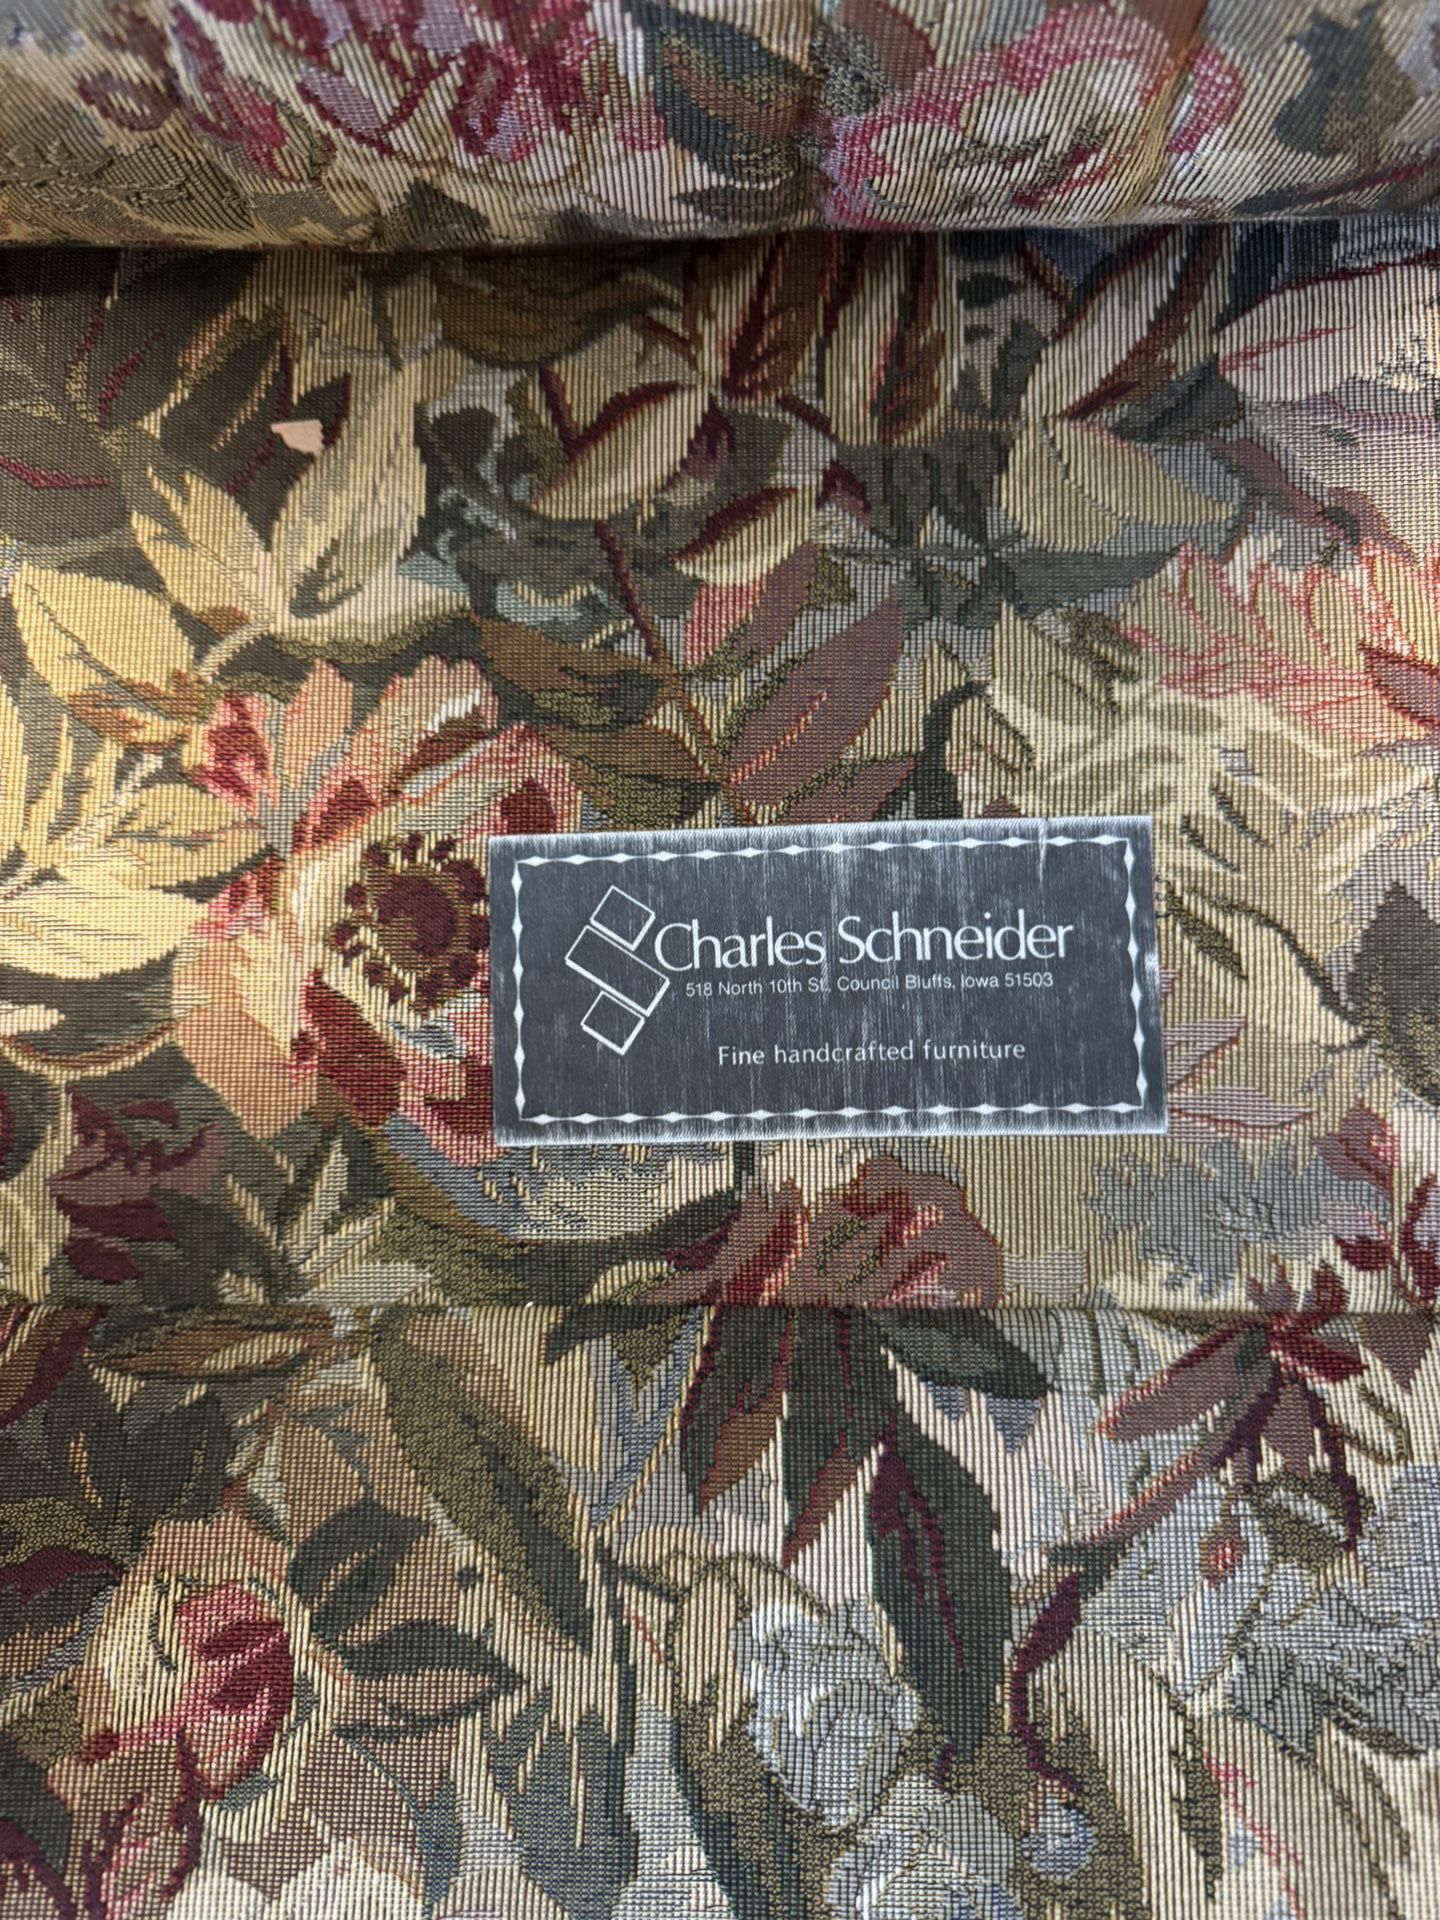 Charles Schneider
518 North 10th St., Council Bluffs, Iowa 51503
Fine handcrafted furniture